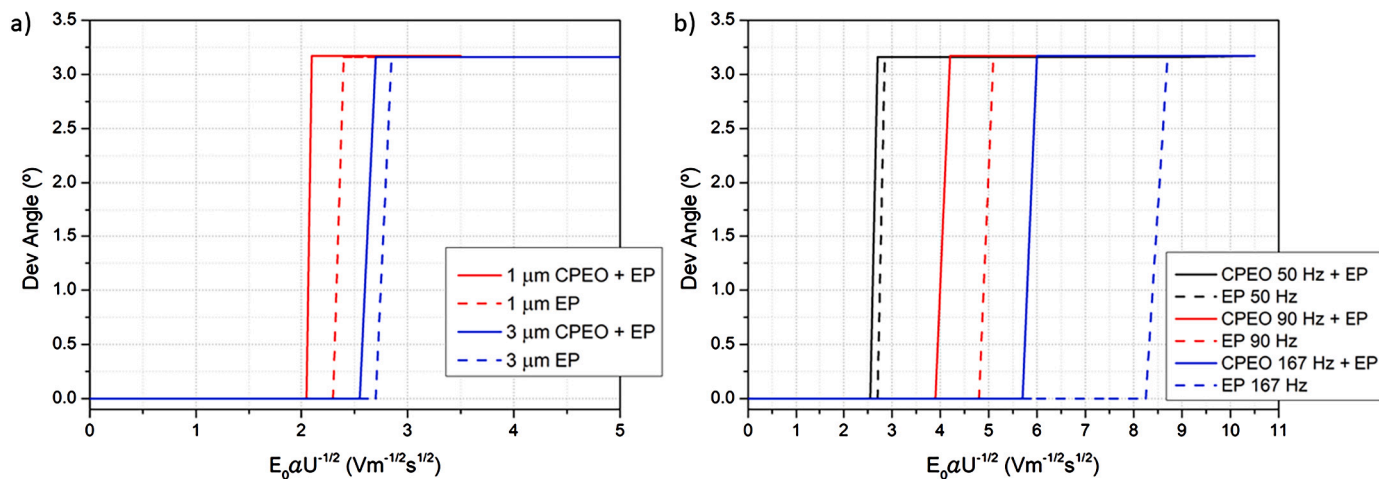 a)
3.5
3.0
2.5
2.0
1.5
1.0
0.5
0.0
Dev Angle (º)
0 1 2 3 4 5
E₀αU⁻¹/² (Vm⁻¹/²s¹/²)
1 μm CPEO + EP
1 μm EP
3 μm CPEO + EP
3 μm EP
b)
3.5
3.0
2.5
2.0
1.5
1.0
0.5
0.0
Dev Angle (º)
0 1 2 3 4 5 6 7 8 9 10 11
E₀αU⁻¹/² (Vm⁻¹/²s¹/²)
CPEO 50 Hz + EP
EP 50 Hz
CPEO 90 Hz + EP
EP 90 Hz
CPEO 167 Hz + EP
EP 167 Hz